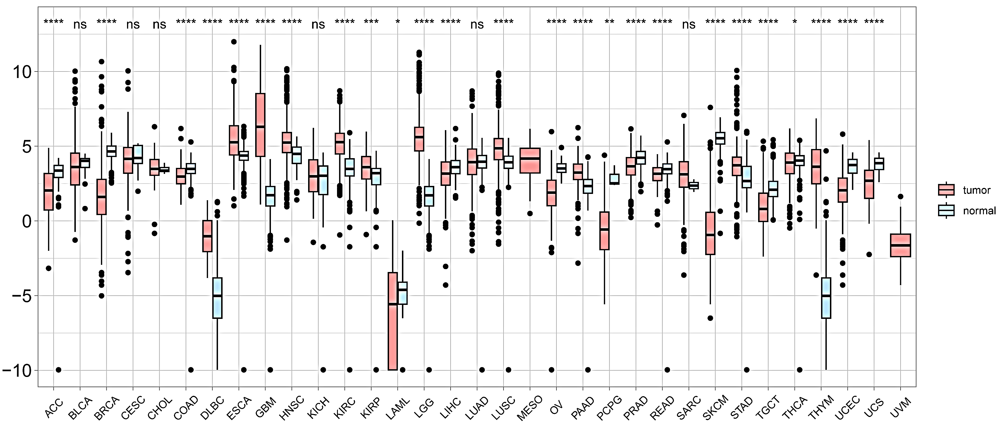 **** ns **** ns ns **** **** **** **** **** ns **** *** * **** **** ns **** **** **** ** **** **** ns **** **** **** * **** **** ****
10
5
0
−5
−10
tumor
normal
ACC BLCA BRCA CESC CHOL COAD DLBC ESCA GBM HNSC KICH KIRC KIRP LAML LGG LIHC LUAD LUSC MESO OV PAAD PCPG PRAD READ SARC SKCM STAD TGCT THCA THYM UCEC UCS UVM